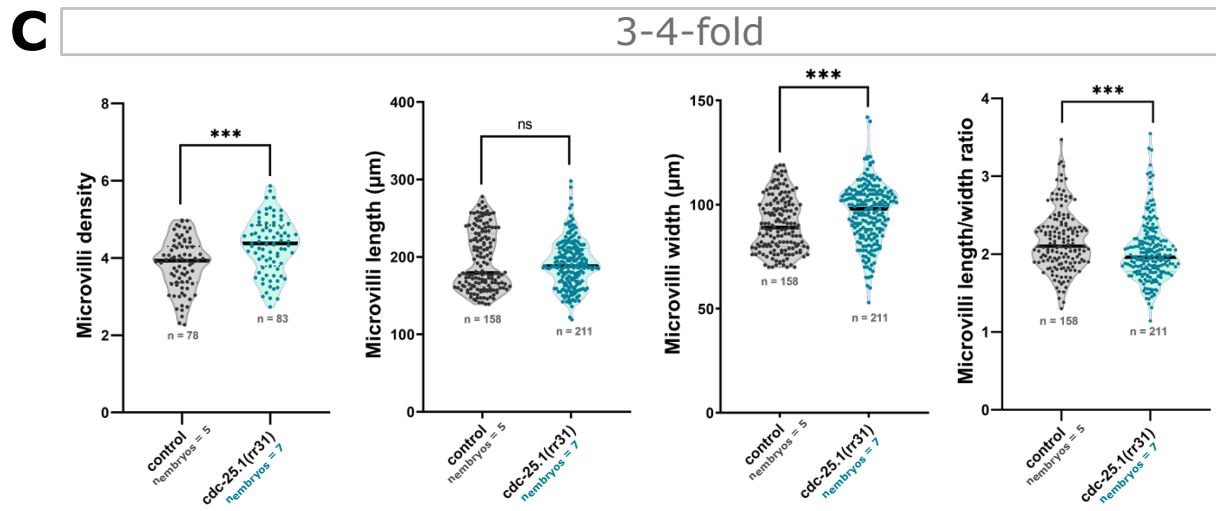 C
3-4-fold
Microvilli density
8
6
4
2
0
***
n = 78
n = 83
control
nembryos = 5
cdc-25.1(rr31)
nembryos = 7
Microvilli length (µm)
400
300
200
100
0
ns
n = 158
n = 211
control
nembryos = 5
cdc-25.1(rr31)
nembryos = 7
Microvilli width (µm)
150
100
50
0
***
n = 158
n = 211
control
nembryos = 5
cdc-25.1(rr31)
nembryos = 7
Microvilli length/width ratio
4
3
2
1
0
***
n = 158
n = 211
control
nembryos = 5
cdc-25.1(rr31)
nembryos = 7